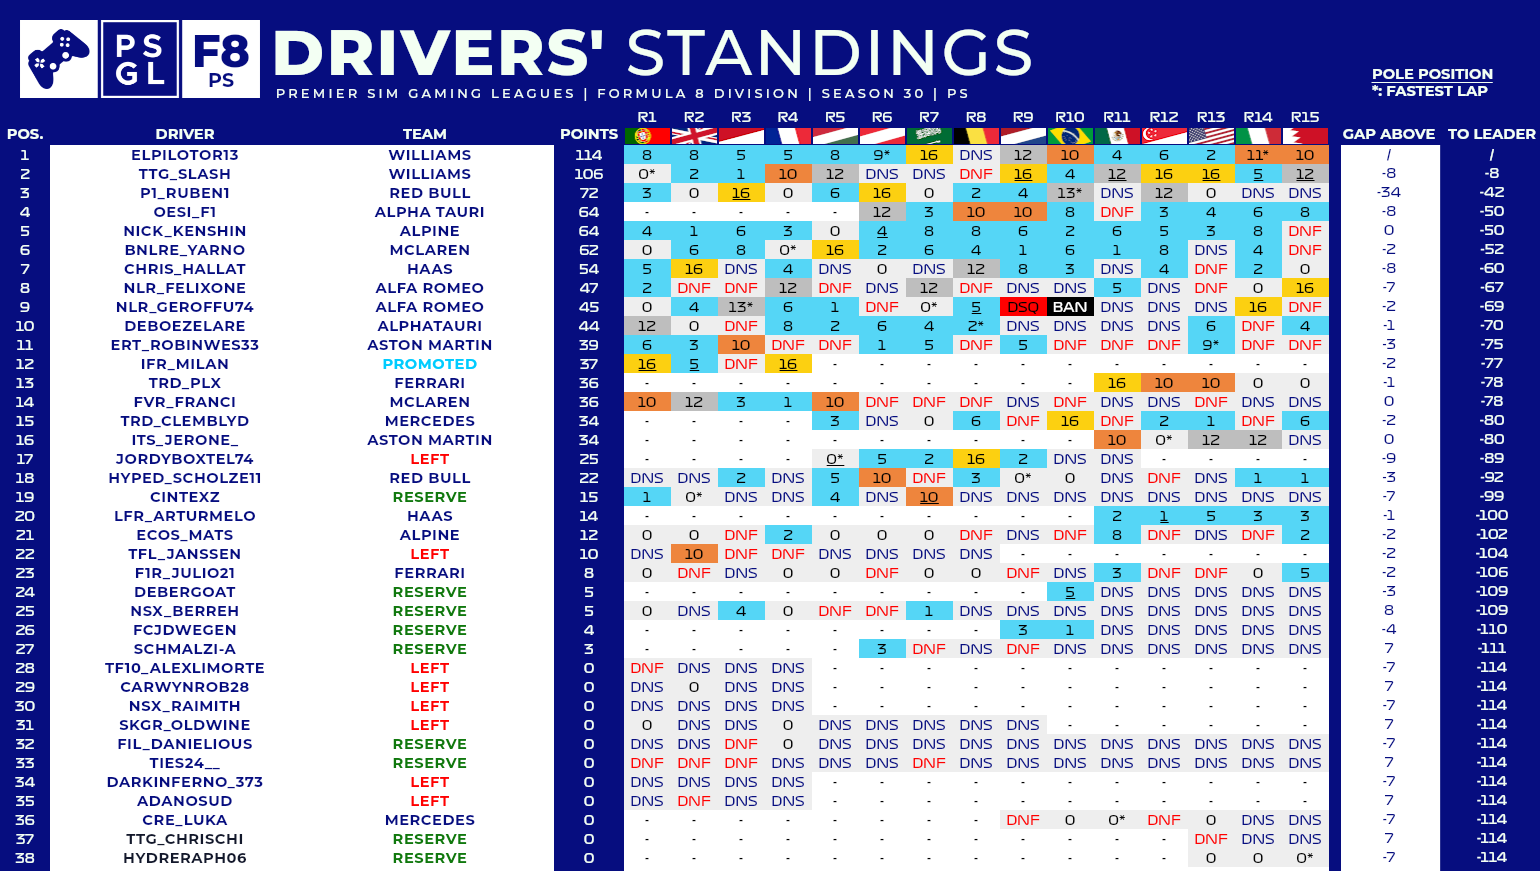 PS GL F8 PS DRIVERS' STANDINGS
PREMIER SIM GAMING LEAGUES | FORMULA 8 DIVISION | SEASON 30 | PS
POLE POSITION
*: FASTEST LAP
R1 R2 R3 R4 R5 R6 R7 R8 R9 R10 R11 R12 R13 R14 R15
POS. DRIVER TEAM POINTS GAP ABOVE TO LEADER
1 ELPILOTOR13 WILLIAMS 114 8 8 5 5 8 9* 16 DNS 12 10 4 6 2 11* 10 / /
2 TTG_SLASH WILLIAMS 106 0* 2 1 10 12 DNS DNS DNF 16 4 12 16 16 5 12 -8 -8
3 P1_RUBEN1 RED BULL 72 3 0 16 0 6 16 0 2 4 13* DNS 12 0 DNS DNS -34 -42
4 OESI_F1 ALPHA TAURI 64 - - - - - 12 3 10 10 8 DNF 3 4 6 8 -8 -50
5 NICK_KENSHIN ALPINE 64 4 1 6 3 0 4 8 8 6 2 6 5 3 8 DNF 0 -50
6 BNLRE_YARNO MCLAREN 62 0 6 8 0* 16 2 6 4 1 6 1 8 DNS 4 DNF -2 -52
7 CHRIS_HALLAT HAAS 54 5 16 DNS 4 DNS 0 DNS 12 8 3 DNS 4 DNF 2 0 -8 -60
8 NLR_FELIXONE ALFA ROMEO 47 2 DNF DNF 12 DNF DNS 12 DNF DNS DNS 5 DNS DNF 0 16 -7 -67
9 NLR_GEROFFU74 ALFA ROMEO 45 0 4 13* 6 1 DNF 0* 5 DSQ BAN DNS DNS DNS 16 DNF -2 -69
10 DEBOEZELARE ALPHATAURI 44 12 0 DNF 8 2 6 4 2* DNS DNS DNS DNS 6 DNF 4 -1 -70
11 ERT_ROBINWES33 ASTON MARTIN 39 6 3 10 DNF DNF 1 5 DNF 5 DNF DNF DNF 9* DNF DNF -3 -75
12 IFR_MILAN PROMOTED 37 16 5 DNF 16 - - - - - - - - - - - -2 -77
13 TRD_PLX FERRARI 36 - - - - - - - - - - 16 10 10 0 0 -1 -78
14 FVR_FRANCI MCLAREN 36 10 12 3 1 10 DNF DNF DNF DNS DNF DNS DNS DNF DNS DNS 0 -78
15 TRD_CLEMBLYD MERCEDES 34 - - - - 3 DNS 0 6 DNF 16 DNF 2 1 DNF 6 -2 -80
16 ITS_JERONE_ ASTON MARTIN 34 - - - - - - - - - - 10 0* 12 12 DNS 0 -80
17 JORDYBOXTEL74 LEFT 25 - - - - 0* 5 2 16 2 DNS DNS - - - - -9 -89
18 HYPED_SCHOLZE11 RED BULL 22 DNS DNS 2 DNS 5 10 DNF 3 0* 0 DNS DNF DNS 1 1 -3 -92
19 CINTEXZ RESERVE 15 1 0* DNS DNS 4 DNS 10 DNS DNS DNS DNS DNS DNS DNS DNS -7 -99
20 LFR_ARTURMELO HAAS 14 - - - - - - - - - - 2 1 5 3 3 -1 -100
21 ECOS_MATS ALPINE 12 0 0 DNF 2 0 0 0 DNF DNS DNF 8 DNF DNS DNF 2 -2 -102
22 TFL_JANSSEN LEFT 10 DNS 10 DNF DNF DNS DNS DNS DNS - - - - - - - -2 -104
23 F1R_JULIO21 FERRARI 8 0 DNF DNS 0 0 DNF 0 0 DNF DNS 3 DNF DNF 0 5 -2 -106
24 DEBERGOAT RESERVE 5 - - - - - - - - - 5 DNS DNS DNS DNS DNS -3 -109
25 NSX_BERREH RESERVE 5 0 DNS 4 0 DNF DNF 1 DNS DNS DNS DNS DNS DNS DNS DNS 8 -109
26 FCJDWEGEN RESERVE 4 - - - - - - - - 3 1 DNS DNS DNS DNS DNS -4 -110
27 SCHMALZI-A RESERVE 3 - - - - - 3 DNF DNS DNF DNS DNS DNS DNS DNS DNS 7 -111
28 TF10_ALEXLIMORTE LEFT 0 DNF DNS DNS DNS - - - - - - - - - - - -7 -114
29 CARWYNROB28 LEFT 0 DNS 0 DNS DNS - - - - - - - - - - - 7 -114
30 NSX_RAIMITH LEFT 0 DNS DNS DNS DNS - - - - - - - - - - - -7 -114
31 SKGR_OLDWINE LEFT 0 0 DNS DNS 0 DNS DNS DNS DNS DNS - - - - - - 7 -114
32 FIL_DANIELIOUS RESERVE 0 DNS DNS DNF 0 DNS DNS DNS DNS DNS DNS DNS DNS DNS DNS DNS -7 -114
33 TIES24__ RESERVE 0 DNF DNF DNF DNS DNS DNS DNF DNS DNS DNS DNS DNS DNS DNS DNS 7 -114
34 DARKINFERNO_373 LEFT 0 DNS DNS DNS DNS - - - - - - - - - - - -7 -114
35 ADANOSUD LEFT 0 DNS DNF DNS DNS - - - - - - - - - - - 7 -114
36 CRE_LUKA MERCEDES 0 - - - - - - - - DNF 0 0* DNF 0 DNS DNS -7 -114
37 TTG_CHRISCHI RESERVE 0 - - - - - - - - - - - - DNF DNS DNS 7 -114
38 HYDRERAPH06 RESERVE 0 - - - - - - - - - - - - 0 0 0* -7 -114